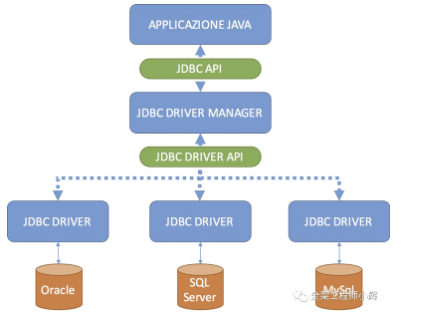 APPLICAZIONE JAVA
JDBC API
JDBC DRIVER MANAGER
JDBC DRIVER API
JDBC DRIVER
JDBC DRIVER
JDBC DRIVER
Oracle
SQL
Server
MySql